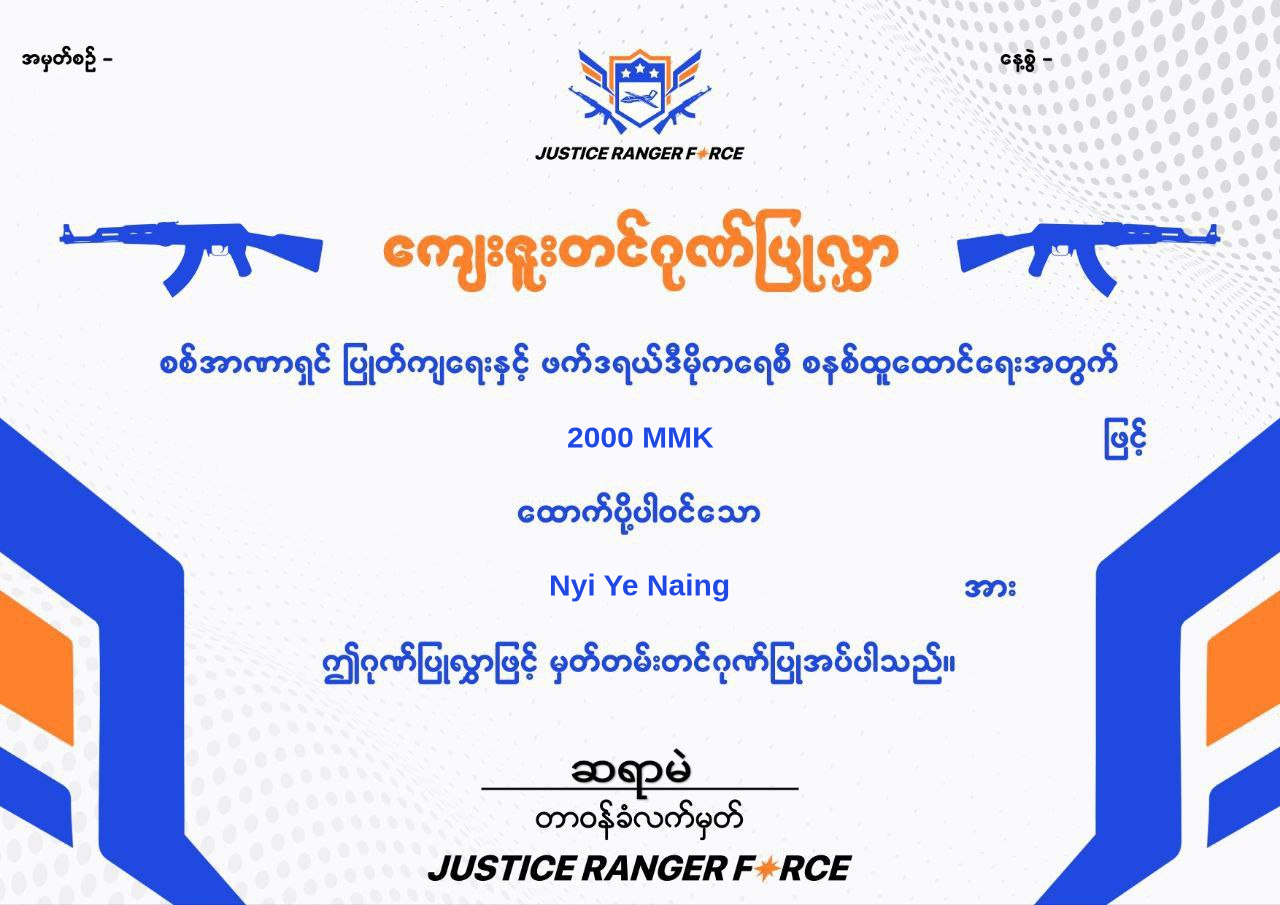 အမှတ်စဉ် –
နေ့စွဲ –
JUSTICE RANGER FORCE
ကျေးဇူးတင်ဂုဏ်ပြုလွှာ
စစ်အာဏာရှင် ပြုတ်ကျရေးနှင့် ဖက်ဒရယ်ဒီမိုကရေစီ စနစ်ထူထောင်ရေးအတွက်
2000 MMK ဖြင့်
ထောက်ပို့ပါဝင်သော
Nyi Ye Naing အား
ဤဂုဏ်ပြုလွှာဖြင့် မှတ်တမ်းတင်ဂုဏ်ပြုအပ်ပါသည်။
ဆရာမဲ
တာဝန်ခံလက်မှတ်
JUSTICE RANGER FORCE